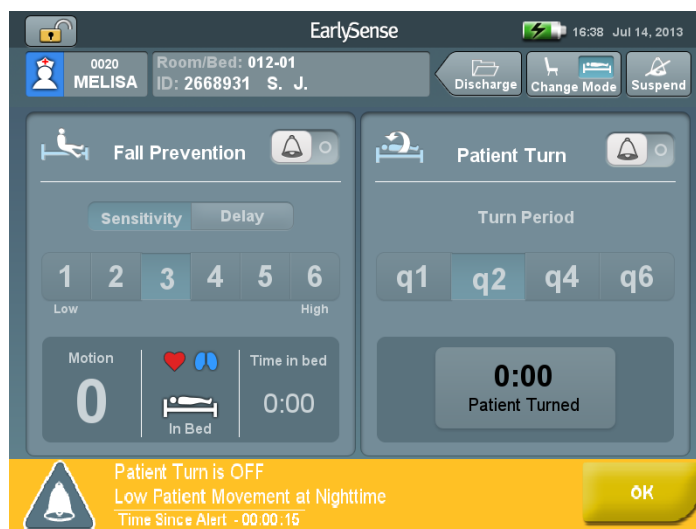 EarlySense
16:38 Jul 14, 2013
0020
MELISA
Room/Bed: 012-01
ID: 2668931 S. J.
Discharge
Change Mode
Suspend
Fall Prevention
Patient Turn
Sensitivity
Delay
Turn Period
1 2 3 4 5 6
Low
High
q1 q2 q4 q6
Motion
0
In Bed
Time in bed
0:00
0:00
Patient Turned
Patient Turn is OFF
Low Patient Movement at Nighttime
Time Since Alert - 00:00:15
OK